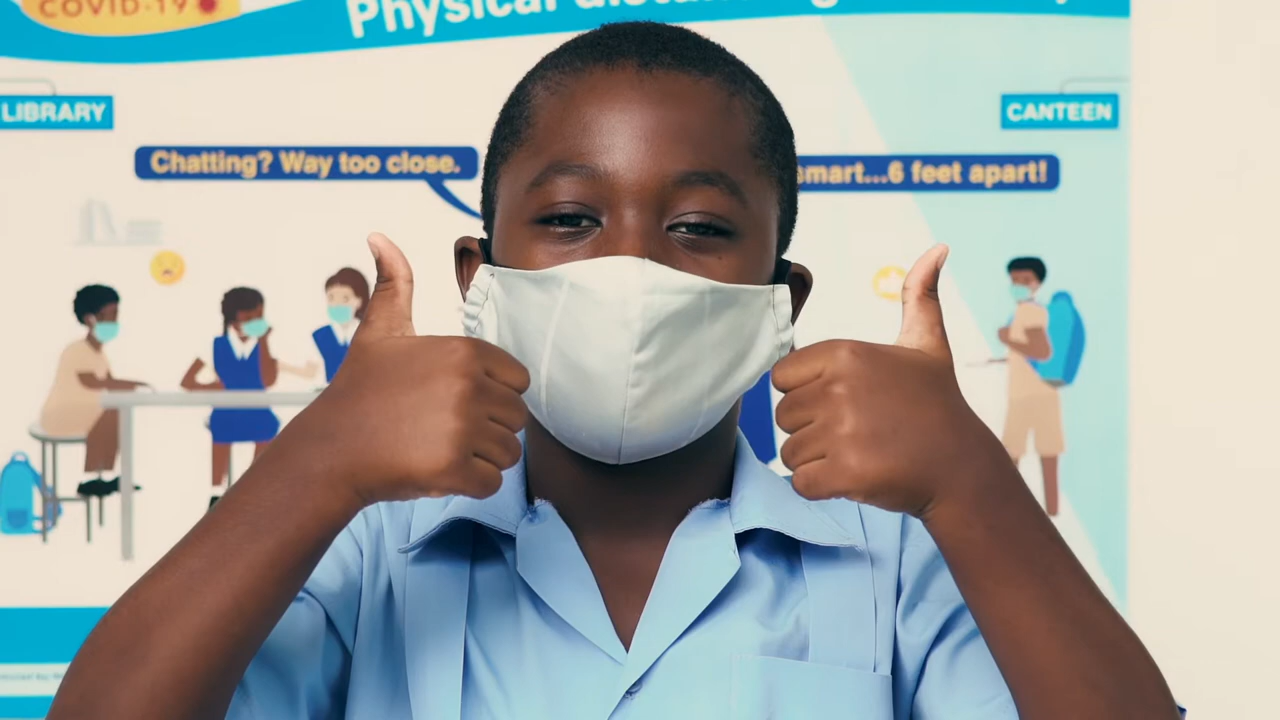 COVID-19
Physical
LIBRARY
CANTEEN
Chatting? Way too close.
smart...6 feet apart!